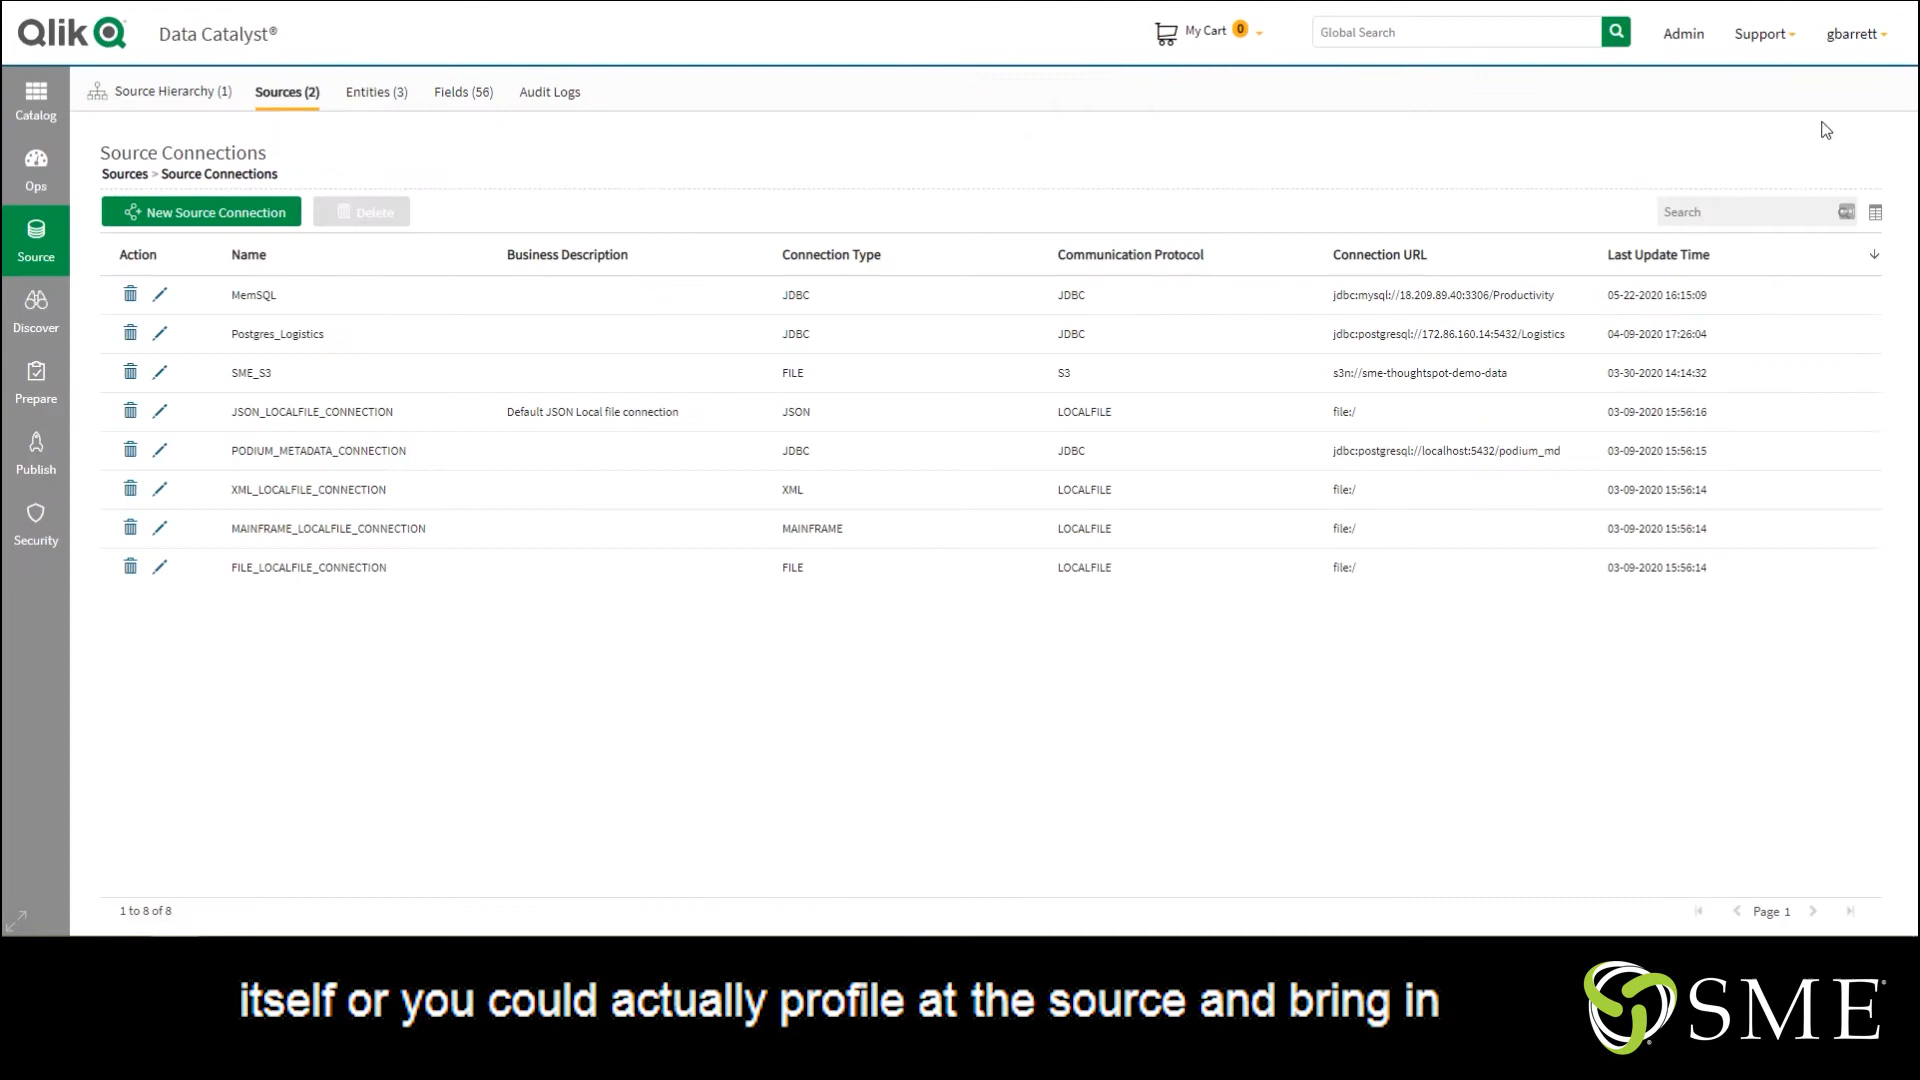 Qlik Data Catalyst® My Cart 0 Global Search Admin Support gbarrett
Source Hierarchy (1) Sources (2) Entities (3) Fields (56) Audit Logs
Catalog
Ops
Source
Discover
Prepare
Publish
Security
Source Connections
Sources > Source Connections
New Source Connection Delete Search
Action Name Business Description Connection Type Communication Protocol Connection URL Last Update Time
MemSQL JDBC JDBC jdbc:mysql://18.209.89.40:3306/Productivity 05-22-2020 16:15:09
Postgres_Logistics JDBC JDBC jdbc:postgresql://172.86.160.14:5432/Logistics 04-09-2020 17:26:04
SME_S3 FILE S3 s3n://sme-thoughtspot-demo-data 03-30-2020 14:14:32
JSON_LOCALFILE_CONNECTION Default JSON Local file connection JSON LOCALFILE file:/ 03-09-2020 15:56:16
PODIUM_METADATA_CONNECTION JDBC JDBC jdbc:postgresql://localhost:5432/podium_md 03-09-2020 15:56:15
XML_LOCALFILE_CONNECTION XML LOCALFILE file:/ 03-09-2020 15:56:14
MAINFRAME_LOCALFILE_CONNECTION MAINFRAME LOCALFILE file:/ 03-09-2020 15:56:14
FILE_LOCALFILE_CONNECTION FILE LOCALFILE file:/ 03-09-2020 15:56:14
1 to 8 of 8 Page 1
itself or you could actually profile at the source and bring in
SME